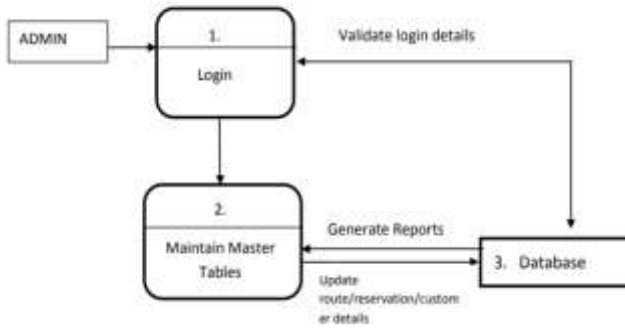 ADMIN
1.
Login
Validate login details
2.
Maintain Master
Tables
Generate Reports
3. Database
Update
route/reservation/custom
er details